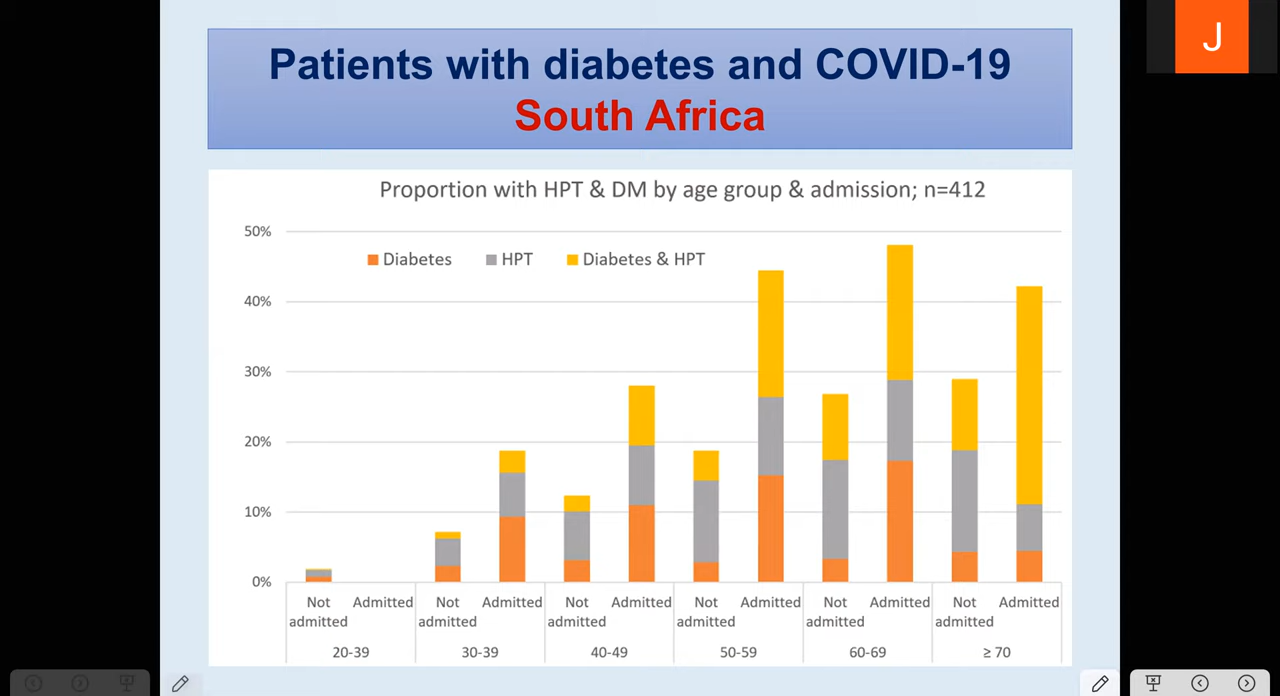 Patients with diabetes and COVID-19
South Africa
J
Proportion with HPT & DM by age group & admission; n=412
50%
Diabetes HPT Diabetes & HPT
40%
30%
20%
10%
0%
Not Admitted Not Admitted Not Admitted Not Admitted Not Admitted Not Admitted
admitted admitted admitted admitted admitted admitted
20-39 30-39 40-49 50-59 60-69 ≥ 70